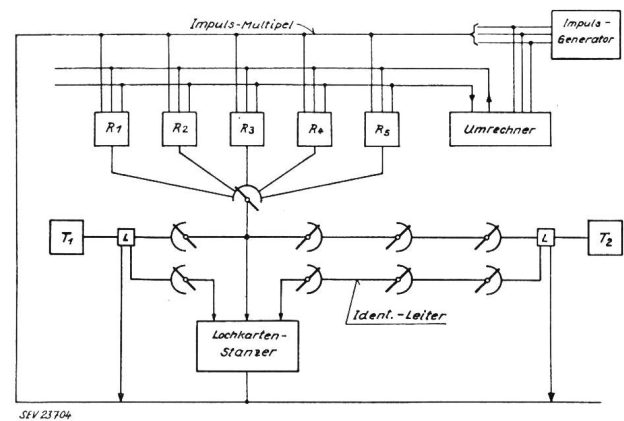 Impuls-Multipel
Impuls-
Generator
R1
R2
R3
R4
R5
Umrechner
T1
L
L
T2
Ident.-Leiter
Lochkarten-
Stanzer
SEV 23704